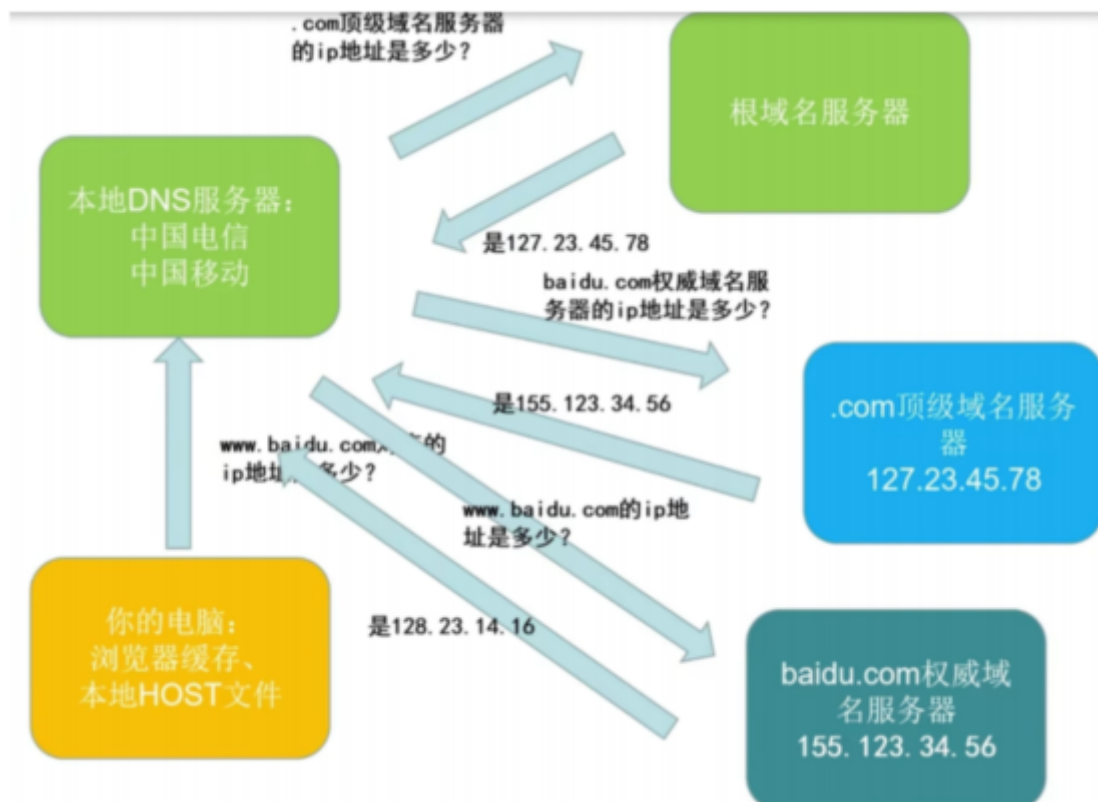 .com顶级域名服务器
的ip地址是多少？
根域名服务器
本地DNS服务器：
中国电信
中国移动
是127.23.45.78
baidu.com权威域名服
务器的ip地址是多少？
.com顶级域名服务
器
127.23.45.78
是155.123.34.56
www.baidu.com的
ip地址多少？
www.baidu.com的ip地
址是多少？
你的电脑：
浏览器缓存、
本地HOST文件
是128.23.14.16
baidu.com权威域
名服务器
155.123.34.56